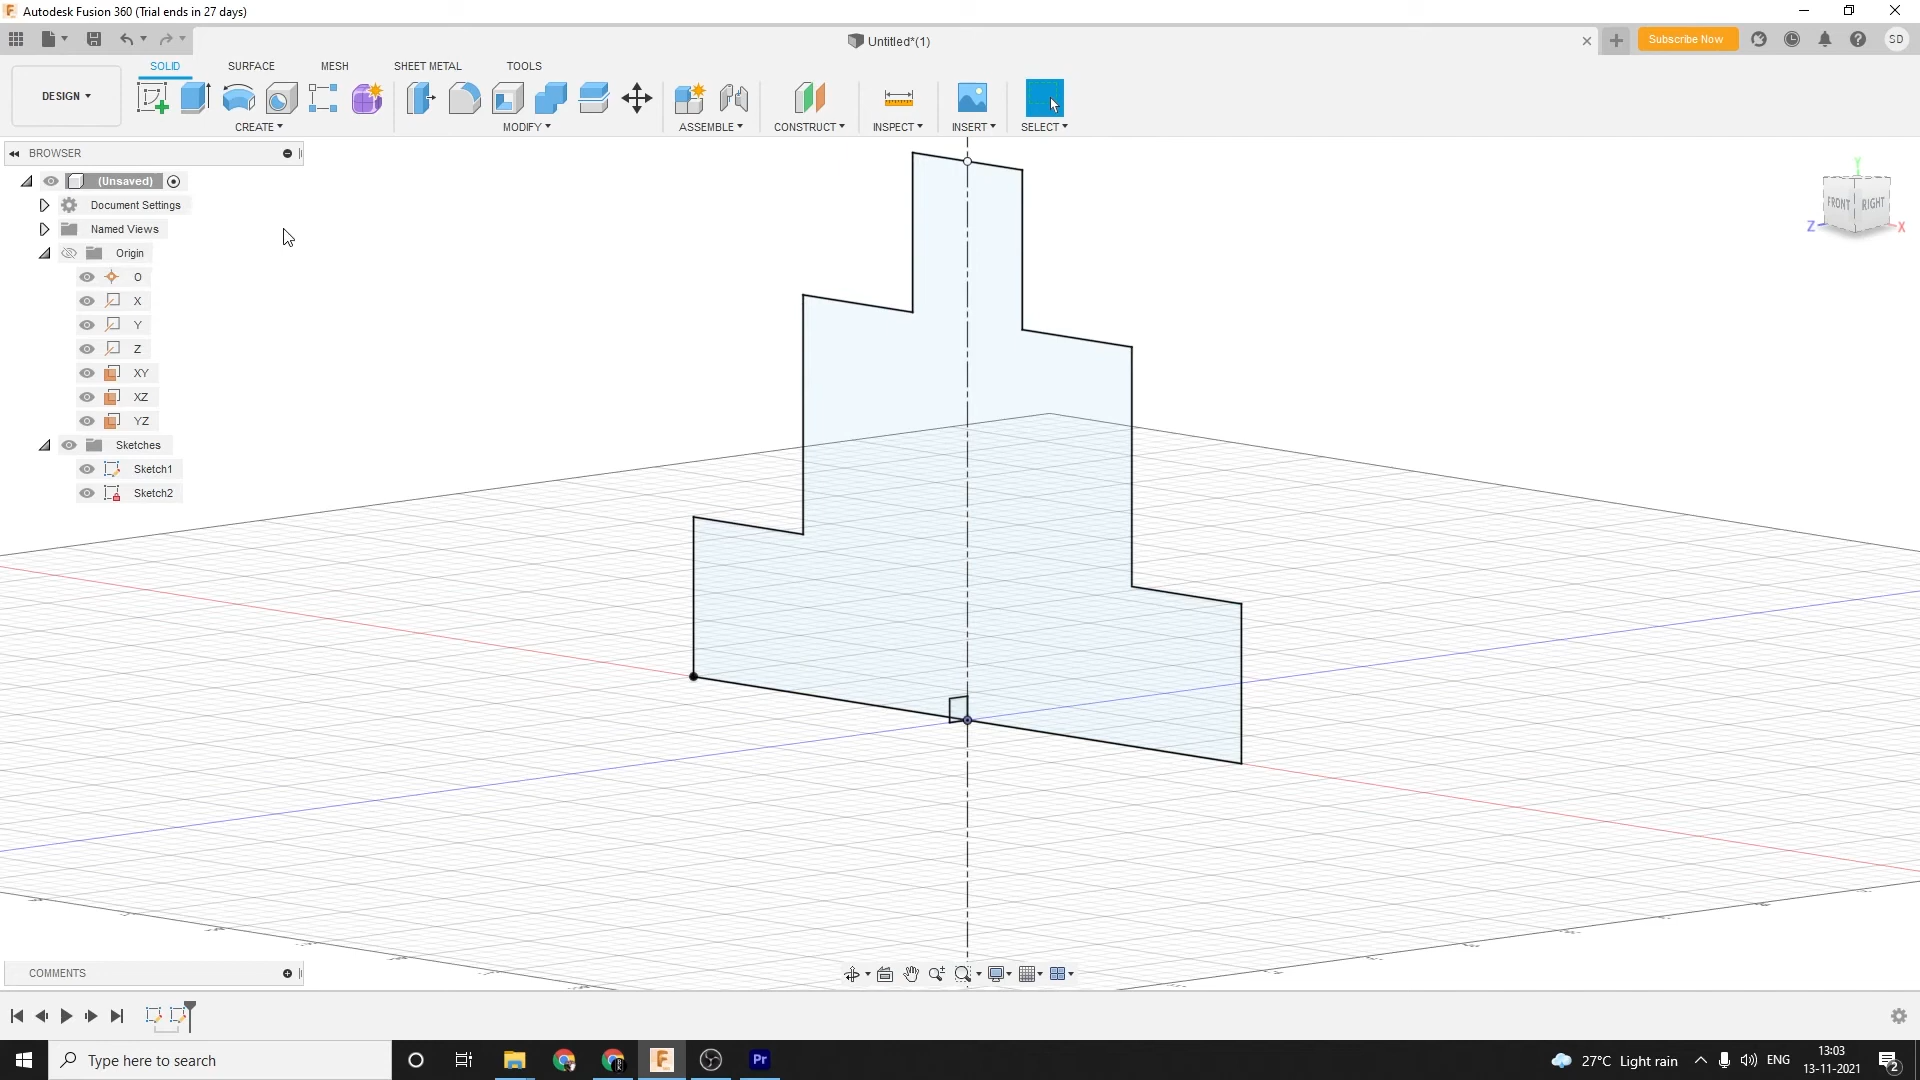 Autodesk Fusion 360 (Trial ends in 27 days)
Untitled*(1)
Subscribe Now
SD
DESIGN
SOLID
SURFACE
MESH
SHEET METAL
TOOLS
CREATE
MODIFY
ASSEMBLE
CONSTRUCT
INSPECT
INSERT
SELECT
BROWSER
(Unsaved)
Document Settings
Named Views
Origin
O
X
Y
Z
XY
XZ
YZ
Sketches
Sketch1
Sketch2
Y
FRONT
RIGHT
Z
X
COMMENTS
Type here to search
Pr
27°C Light rain
ENG
13:03
13-11-2021
2